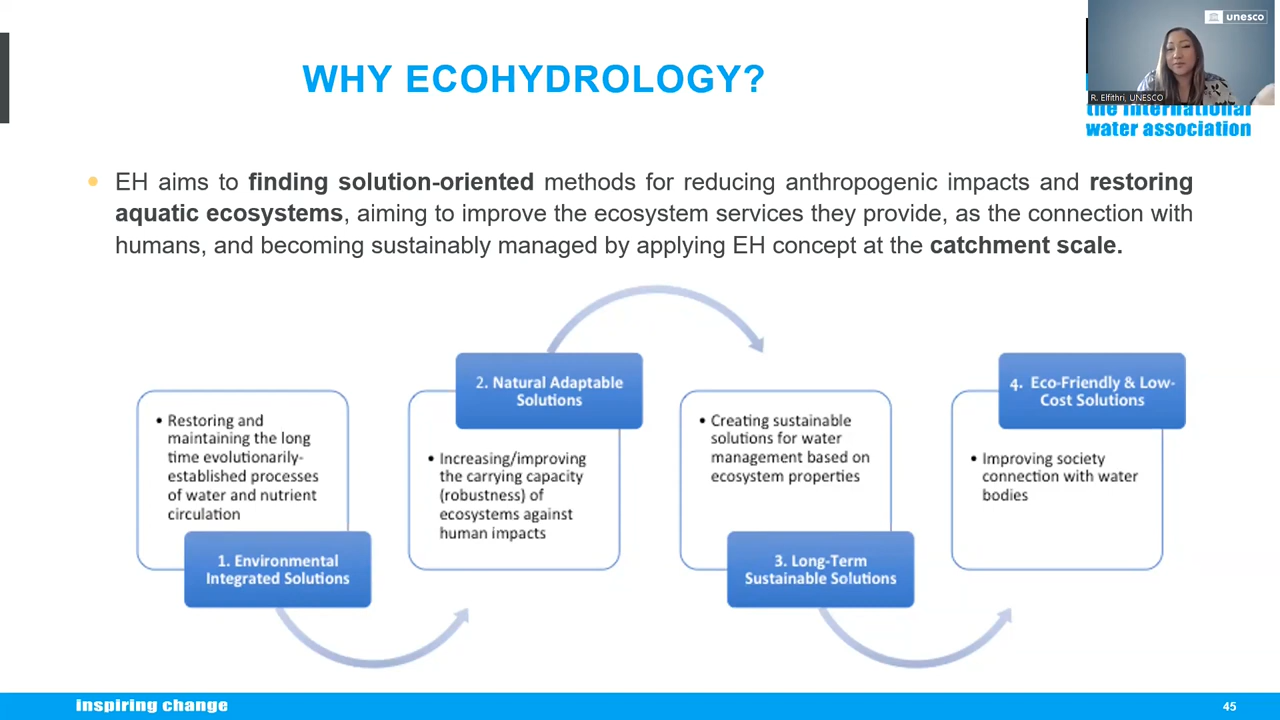 WHY ECOHYDROLOGY?
unesco
R. Elfithri, UNESCO
the international
water association
• EH aims to finding solution-oriented methods for reducing anthropogenic impacts and restoring
aquatic ecosystems, aiming to improve the ecosystem services they provide, as the connection with
humans, and becoming sustainably managed by applying EH concept at the catchment scale.
• Restoring and
maintaining the long
time evolutionarily-
established processes
of water and nutrient
circulation
1. Environmental
Integrated Solutions
2. Natural Adaptable
Solutions
• Increasing/improving
the carrying capacity
(robustness) of
ecosystems against
human impacts
• Creating sustainable
solutions for water
management based on
ecosystem properties
3. Long-Term
Sustainable Solutions
4. Eco-Friendly & Low-
Cost Solutions
• Improving society
connection with water
bodies
inspiring change
45